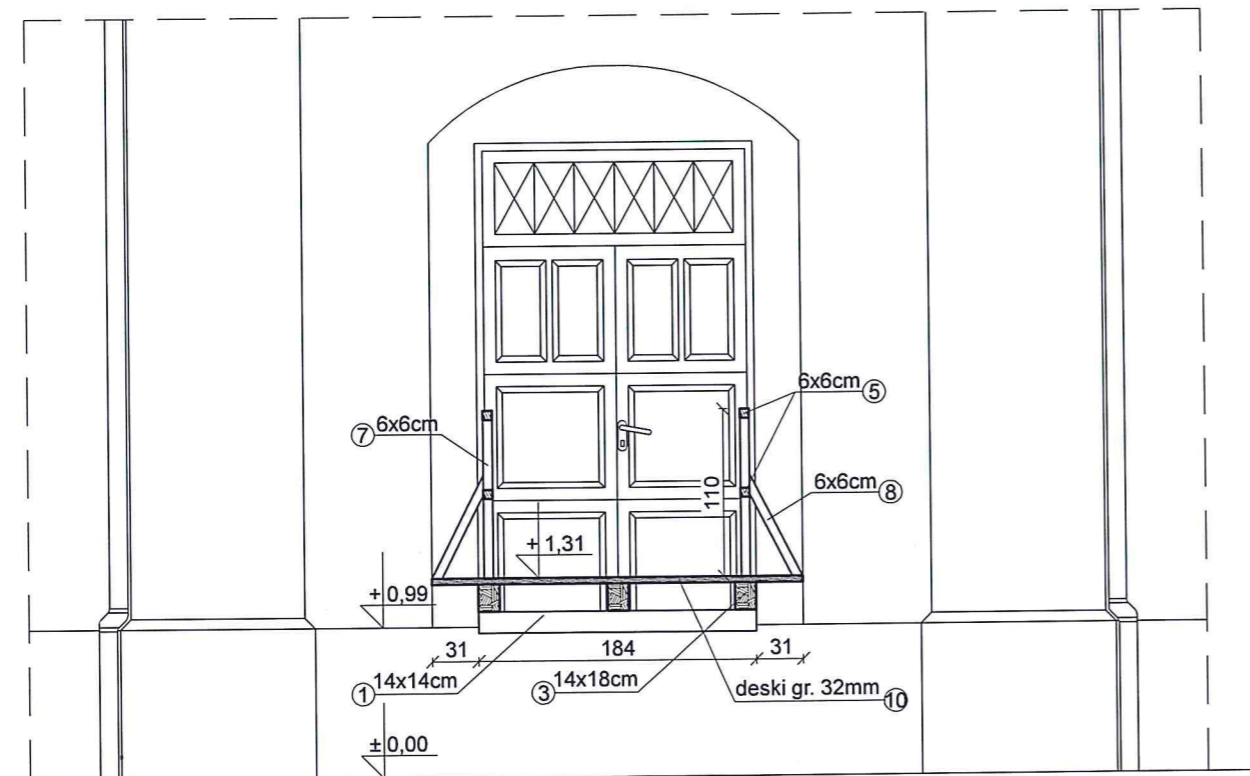 6x6cm ⑤
⑦ 6x6cm
6x6cm ⑧
110
+ 1,31
+ 0,99
31 184 31
① 14x14cm
③ 14x18cm
deski gr. 32mm ⑩
± 0,00